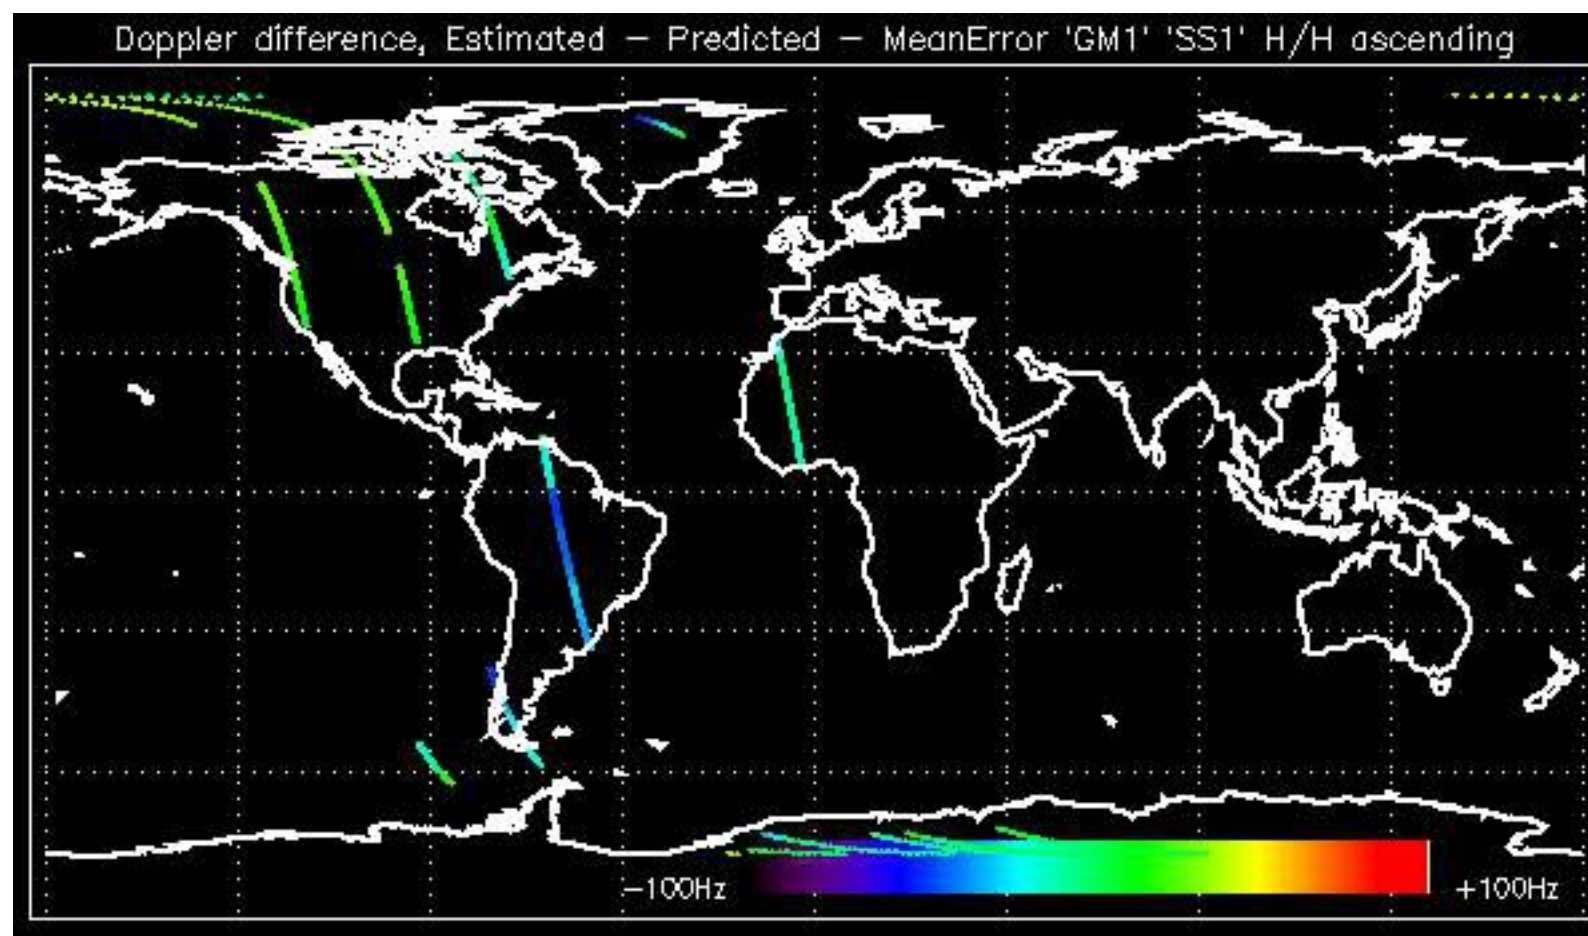 Doppler difference, Estimated – Predicted – MeanError 'GM1' 'SS1' H/H ascending
–100Hz
+100Hz